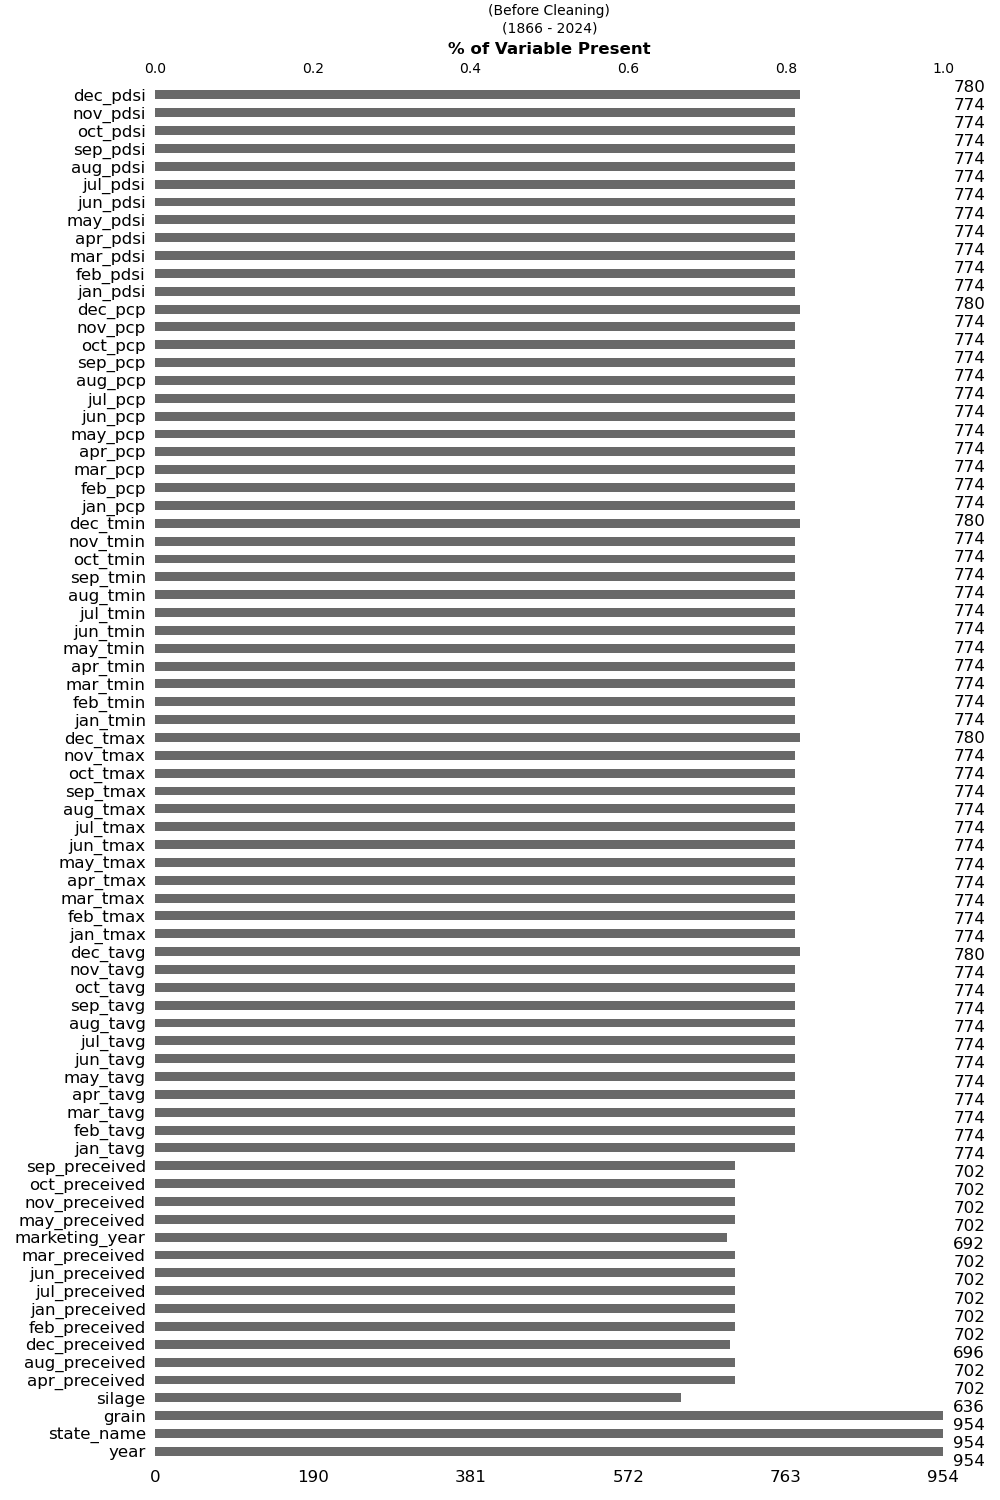 (Before Cleaning)
(1866 - 2024)
% of Variable Present
0.0 0.2 0.4 0.6 0.8 1.0
dec_pdsi 780
nov_pdsi 774
oct_pdsi 774
sep_pdsi 774
aug_pdsi 774
jul_pdsi 774
jun_pdsi 774
may_pdsi 774
apr_pdsi 774
mar_pdsi 774
feb_pdsi 774
jan_pdsi 774
dec_pcp 780
nov_pcp 774
oct_pcp 774
sep_pcp 774
aug_pcp 774
jul_pcp 774
jun_pcp 774
may_pcp 774
apr_pcp 774
mar_pcp 774
feb_pcp 774
jan_pcp 774
dec_tmin 780
nov_tmin 774
oct_tmin 774
sep_tmin 774
aug_tmin 774
jul_tmin 774
jun_tmin 774
may_tmin 774
apr_tmin 774
mar_tmin 774
feb_tmin 774
jan_tmin 774
dec_tmax 780
nov_tmax 774
oct_tmax 774
sep_tmax 774
aug_tmax 774
jul_tmax 774
jun_tmax 774
may_tmax 774
apr_tmax 774
mar_tmax 774
feb_tmax 774
jan_tmax 774
dec_tavg 780
nov_tavg 774
oct_tavg 774
sep_tavg 774
aug_tavg 774
jul_tavg 774
jun_tavg 774
may_tavg 774
apr_tavg 774
mar_tavg 774
feb_tavg 774
jan_tavg 774
sep_preceived 702
oct_preceived 702
nov_preceived 702
may_preceived 702
marketing_year 692
mar_preceived 702
jun_preceived 702
jul_preceived 702
jan_preceived 702
feb_preceived 702
dec_preceived 696
aug_preceived 702
apr_preceived 702
silage 636
grain 954
state_name 954
year 954
0 190 381 572 763 954